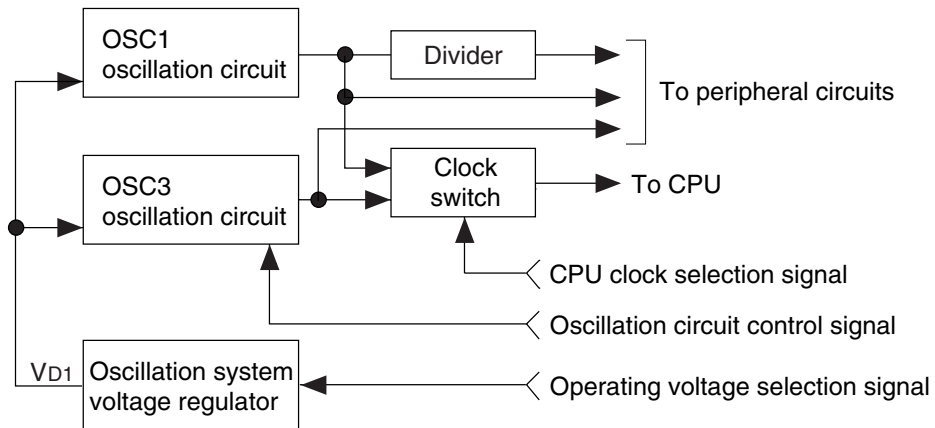 OSC1
oscillation circuit
Divider
To peripheral circuits
OSC3
oscillation circuit
Clock
switch
To CPU
CPU clock selection signal
Oscillation circuit control signal
VD1
Oscillation system
voltage regulator
Operating voltage selection signal